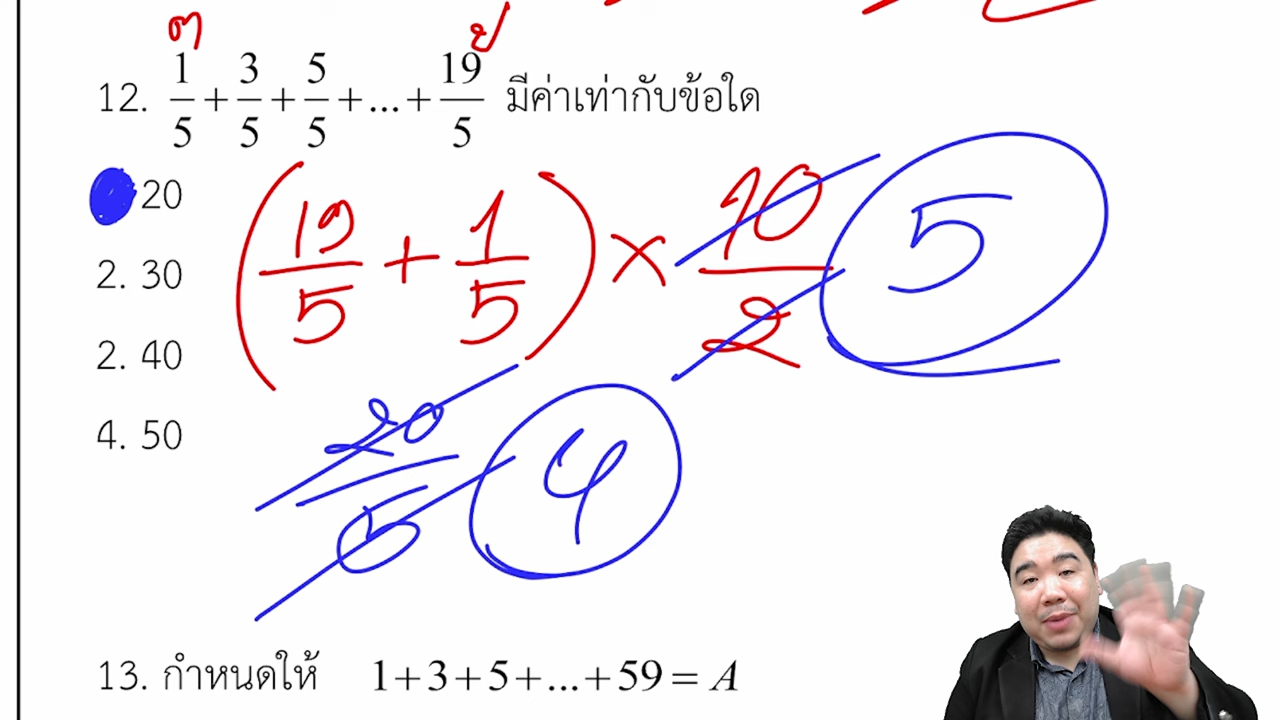 ต ป
12. 1/5 + 3/5 + 5/5 + ... + 19/5 มีค่าเท่ากับข้อใด
20
2. 30
2. 40
4. 50
(19/5 + 1/5) × 10/2 5
20/5 4
13. กำหนดให้ 1+3+5+...+59 = A